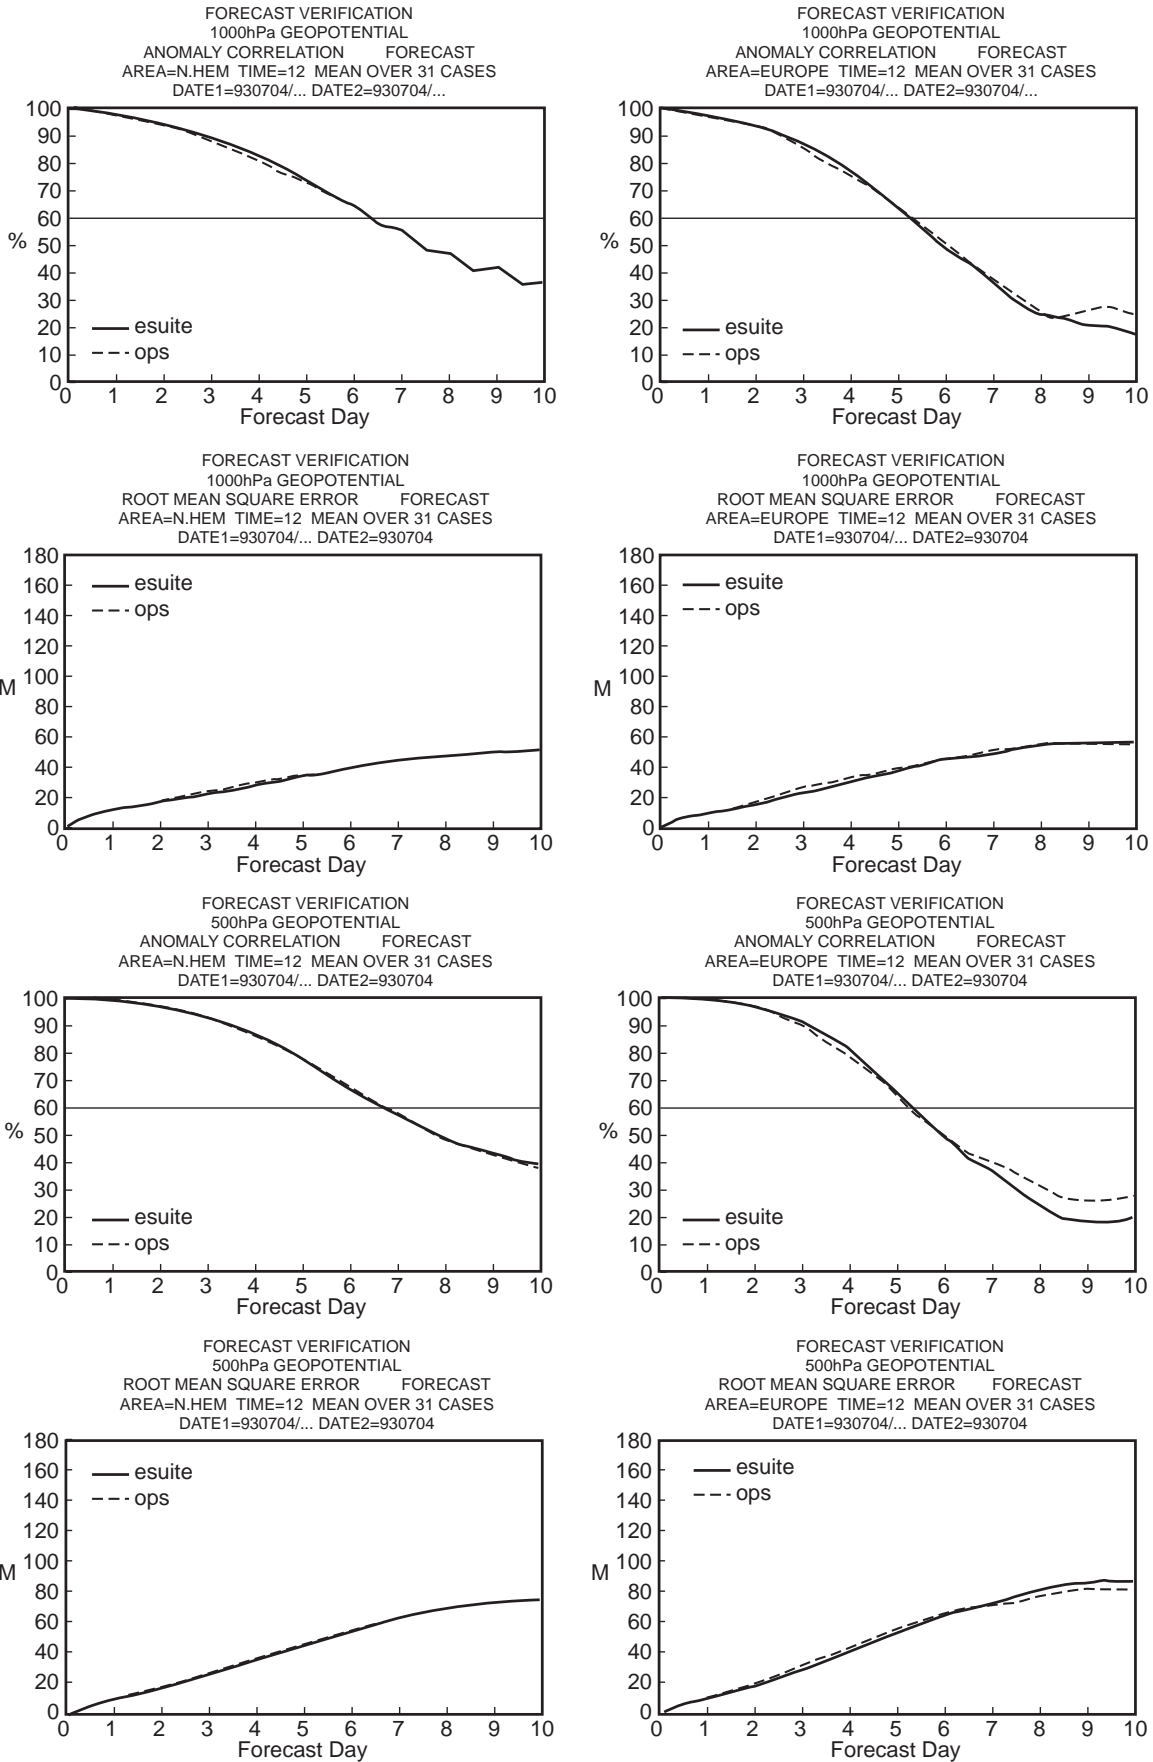 FORECAST VERIFICATION
1000hPa GEOPOTENTIAL
ANOMALY CORRELATION FORECAST
AREA=N.HEM TIME=12 MEAN OVER 31 CASES
DATE1=930704/... DATE2=930704/...
100
90
80
70
60
50
40
30
20
10
0
%
esuite
ops
0 1 2 3 4 5 6 7 8 9 10
Forecast Day
FORECAST VERIFICATION
1000hPa GEOPOTENTIAL
ANOMALY CORRELATION FORECAST
AREA=EUROPE TIME=12 MEAN OVER 31 CASES
DATE1=930704/... DATE2=930704/...
100
90
80
70
60
50
40
30
20
10
0
%
esuite
ops
0 1 2 3 4 5 6 7 8 9 10
Forecast Day
FORECAST VERIFICATION
1000hPa GEOPOTENTIAL
ROOT MEAN SQUARE ERROR FORECAST
AREA=N.HEM TIME=12 MEAN OVER 31 CASES
DATE1=930704/... DATE2=930704
180
160
140
120
100
80
60
40
20
0
M
esuite
ops
0 1 2 3 4 5 6 7 8 9 10
Forecast Day
FORECAST VERIFICATION
1000hPa GEOPOTENTIAL
ROOT MEAN SQUARE ERROR FORECAST
AREA=EUROPE TIME=12 MEAN OVER 31 CASES
DATE1=930704/... DATE2=930704
180
160
140
120
100
80
60
40
20
0
M
esuite
ops
0 1 2 3 4 5 6 7 8 9 10
Forecast Day
FORECAST VERIFICATION
500hPa GEOPOTENTIAL
ANOMALY CORRELATION FORECAST
AREA=N.HEM TIME=12 MEAN OVER 31 CASES
DATE1=930704/... DATE2=930704
100
90
80
70
60
50
40
30
20
10
0
%
esuite
ops
0 1 2 3 4 5 6 7 8 9 10
Forecast Day
FORECAST VERIFICATION
500hPa GEOPOTENTIAL
ANOMALY CORRELATION FORECAST
AREA=EUROPE TIME=12 MEAN OVER 31 CASES
DATE1=930704/... DATE2=930704
100
90
80
70
60
50
40
30
20
10
0
%
esuite
ops
0 1 2 3 4 5 6 7 8 9 10
Forecast Day
FORECAST VERIFICATION
500hPa GEOPOTENTIAL
ROOT MEAN SQUARE ERROR FORECAST
AREA=N.HEM TIME=12 MEAN OVER 31 CASES
DATE1=930704/... DATE2=930704
180
160
140
120
100
80
60
40
20
0
M
esuite
ops
0 1 2 3 4 5 6 7 8 9 10
Forecast Day
FORECAST VERIFICATION
500hPa GEOPOTENTIAL
ROOT MEAN SQUARE ERROR FORECAST
AREA=EUROPE TIME=12 MEAN OVER 31 CASES
DATE1=930704/... DATE2=930704
180
160
140
120
100
80
60
40
20
0
M
esuite
ops
0 1 2 3 4 5 6 7 8 9 10
Forecast Day